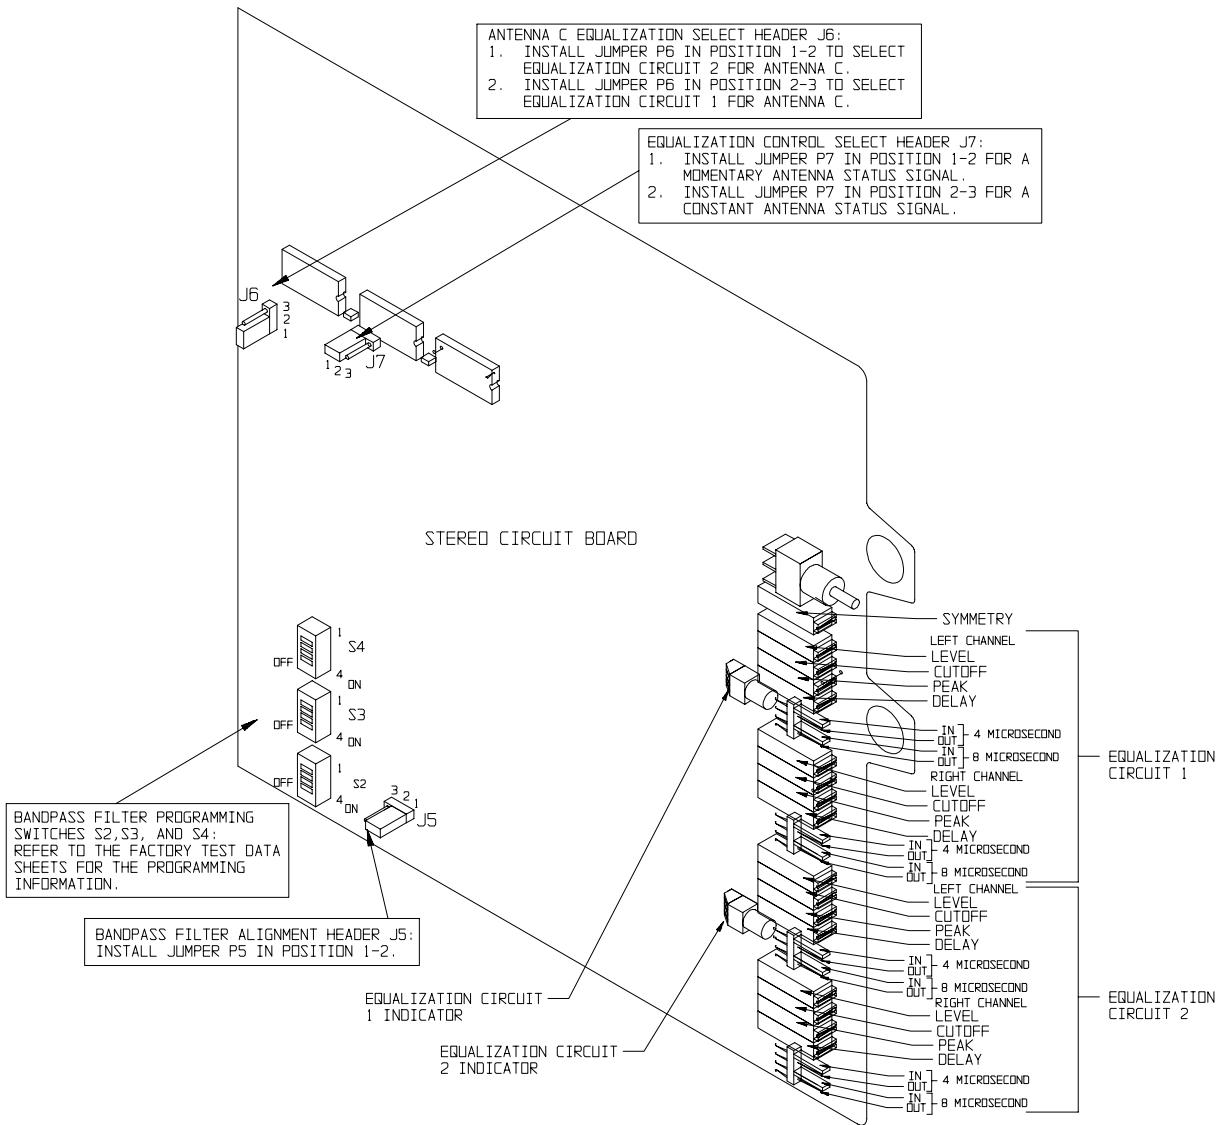 ANTENNA C EQUALIZATION SELECT HEADER J6:
1. INSTALL JUMPER P6 IN POSITION 1-2 TO SELECT
EQUALIZATION CIRCUIT 2 FOR ANTENNA C.
2. INSTALL JUMPER P6 IN POSITION 2-3 TO SELECT
EQUALIZATION CIRCUIT 1 FOR ANTENNA C.
EQUALIZATION CONTROL SELECT HEADER J7:
1. INSTALL JUMPER P7 IN POSITION 1-2 FOR A
MOMENTARY ANTENNA STATUS SIGNAL.
2. INSTALL JUMPER P7 IN POSITION 2-3 FOR A
CONSTANT ANTENNA STATUS SIGNAL.
J6
3
2
1
J7
1 2 3
STEREO CIRCUIT BOARD
1
S4
OFF
4
ON
1
S3
OFF
4
ON
1
S2
OFF
4
ON
3 2 1
J5
BANDPASS FILTER PROGRAMMING
SWITCHES S2,S3, AND S4:
REFER TO THE FACTORY TEST DATA
SHEETS FOR THE PROGRAMMING
INFORMATION.
BANDPASS FILTER ALIGNMENT HEADER J5:
INSTALL JUMPER P5 IN POSITION 1-2.
EQUALIZATION CIRCUIT
1 INDICATOR
EQUALIZATION CIRCUIT
2 INDICATOR
SYMMETRY
LEFT CHANNEL
LEVEL
CUTOFF
PEAK
DELAY
IN
OUT
4 MICROSECOND
IN
OUT
8 MICROSECOND
RIGHT CHANNEL
LEVEL
CUTOFF
PEAK
DELAY
IN
OUT
4 MICROSECOND
IN
OUT
8 MICROSECOND
EQUALIZATION
CIRCUIT 1
LEFT CHANNEL
LEVEL
CUTOFF
PEAK
DELAY
IN
OUT
4 MICROSECOND
IN
OUT
8 MICROSECOND
RIGHT CHANNEL
LEVEL
CUTOFF
PEAK
DELAY
IN
OUT
4 MICROSECOND
IN
OUT
8 MICROSECOND
EQUALIZATION
CIRCUIT 2